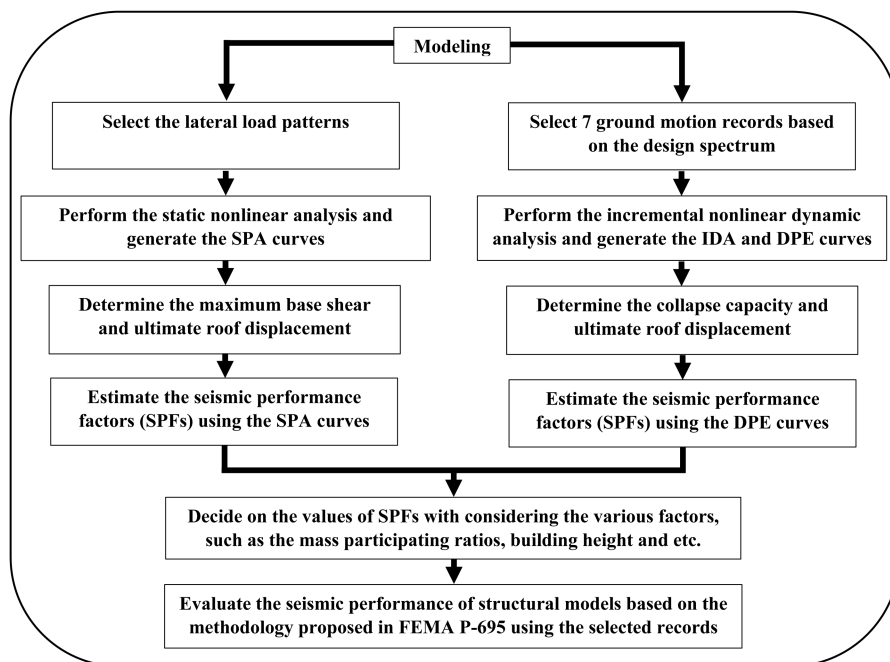 Modeling
Select the lateral load patterns
Select 7 ground motion records based
on the design spectrum
Perform the static nonlinear analysis and
generate the SPA curves
Perform the incremental nonlinear dynamic
analysis and generate the IDA and DPE curves
Determine the maximum base shear
and ultimate roof displacement
Determine the collapse capacity and
ultimate roof displacement
Estimate the seismic performance
factors (SPFs) using the SPA curves
Estimate the seismic performance
factors (SPFs) using the DPE curves
Decide on the values of SPFs with considering the various factors,
such as the mass participating ratios, building height and etc.
Evaluate the seismic performance of structural models based on the
methodology proposed in FEMA P-695 using the selected records